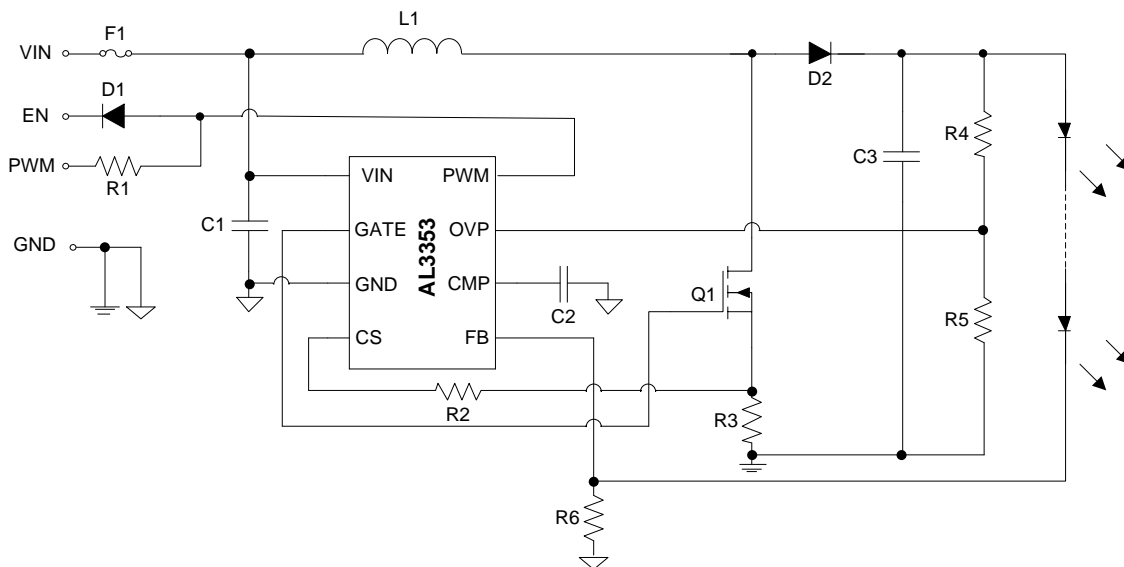 L1
F1
VIN
D2
D1
EN
R4
C3
PWM
R1
VIN
PWM
C1
GATE
OVP
GND
AL3353
GND
CMP
Q1
C2
R5
CS
FB
R2
R3
R6